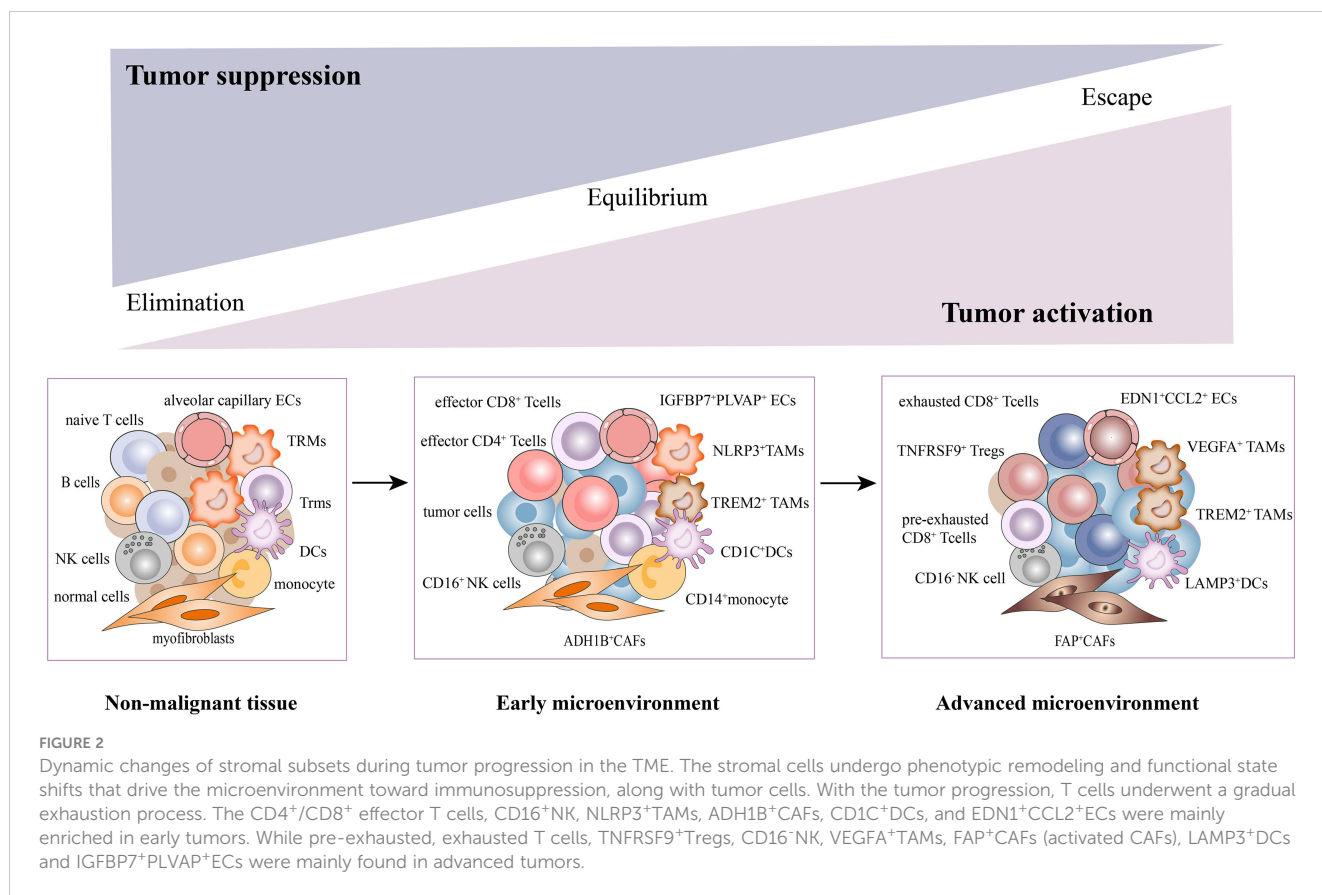 Tumor suppression
Escape
Equilibrium
Elimination
Tumor activation
alveolar capillary ECs
naive T cells
TRMs
B cells
Trms
NK cells
DCs
normal cells
monocyte
myofibroblasts
effector CD8⁺ Tcells
IGFBP7⁺PLVAP⁺ ECs
effector CD4⁺ Tcells
NLRP3⁺TAMs
tumor cells
TREM2⁺ TAMs
CD1C⁺DCs
CD16⁺ NK cells
CD14⁺monocyte
ADH1B⁺CAFs
exhausted CD8⁺ Tcells
EDN1⁺CCL2⁺ ECs
TNFRSF9⁺ Tregs
VEGFA⁺ TAMs
pre-exhausted
CD8⁺ Tcells
TREM2⁺ TAMs
CD16⁻ NK cell
LAMP3⁺DCs
FAP⁺CAFs
Non-malignant tissue
Early microenvironment
Advanced microenvironment
FIGURE 2
Dynamic changes of stromal subsets during tumor progression in the TME. The stromal cells undergo phenotypic remodeling and functional state
shifts that drive the microenvironment toward immunosuppression, along with tumor cells. With the tumor progression, T cells underwent a gradual
exhaustion process. The CD4⁺/CD8⁺ effector T cells, CD16⁺NK, NLRP3⁺TAMs, ADH1B⁺CAFs, CD1C⁺DCs, and EDN1⁺CCL2⁺ECs were mainly
enriched in early tumors. While pre-exhausted, exhausted T cells, TNFRSF9⁺Tregs, CD16⁻NK, VEGFA⁺TAMs, FAP⁺CAFs (activated CAFs), LAMP3⁺DCs
and IGFBP7⁺PLVAP⁺ECs were mainly found in advanced tumors.